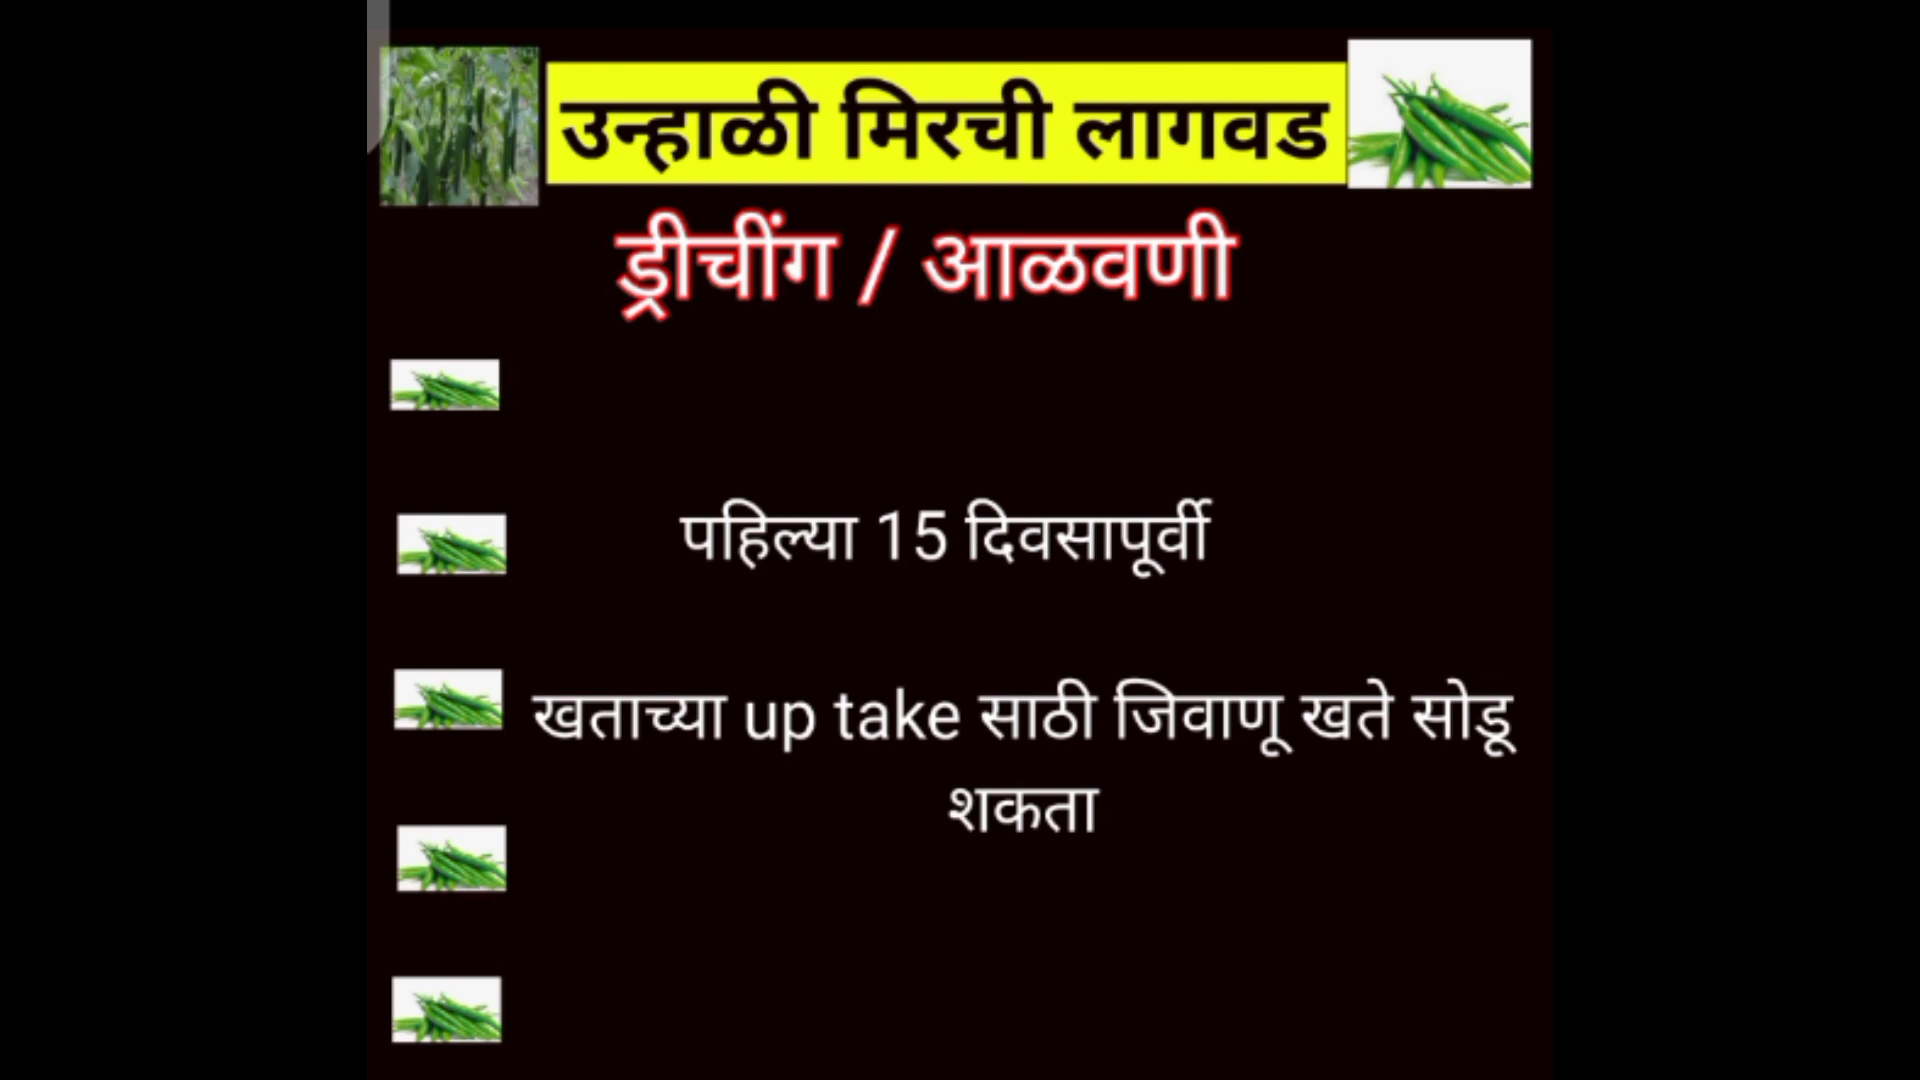 उन्हाळी मिरची लागवड
ड्रीचींग / आळवणी
पहिल्या 15 दिवसापूर्वी
खताच्या up take साठी जिवाणू खते सोडू
शकता